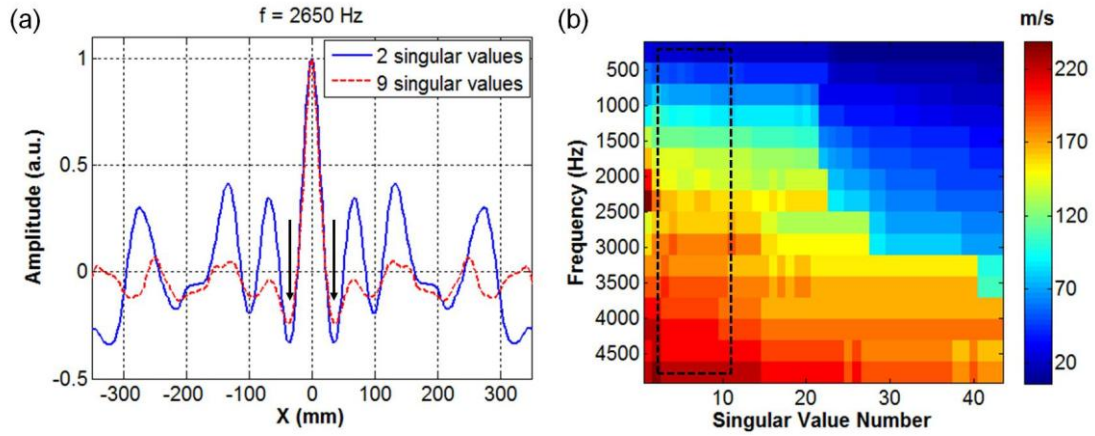 (a)
f = 2650 Hz
2 singular values
9 singular values
Amplitude (a.u.)
1
0.5
0
-0.5
-300 -200 -100 0 100 200 300
X (mm)
(b)
m/s
Frequency (Hz)
500
1000
1500
2000
2500
3000
3500
4000
4500
10 20 30 40
Singular Value Number
220
170
120
70
20